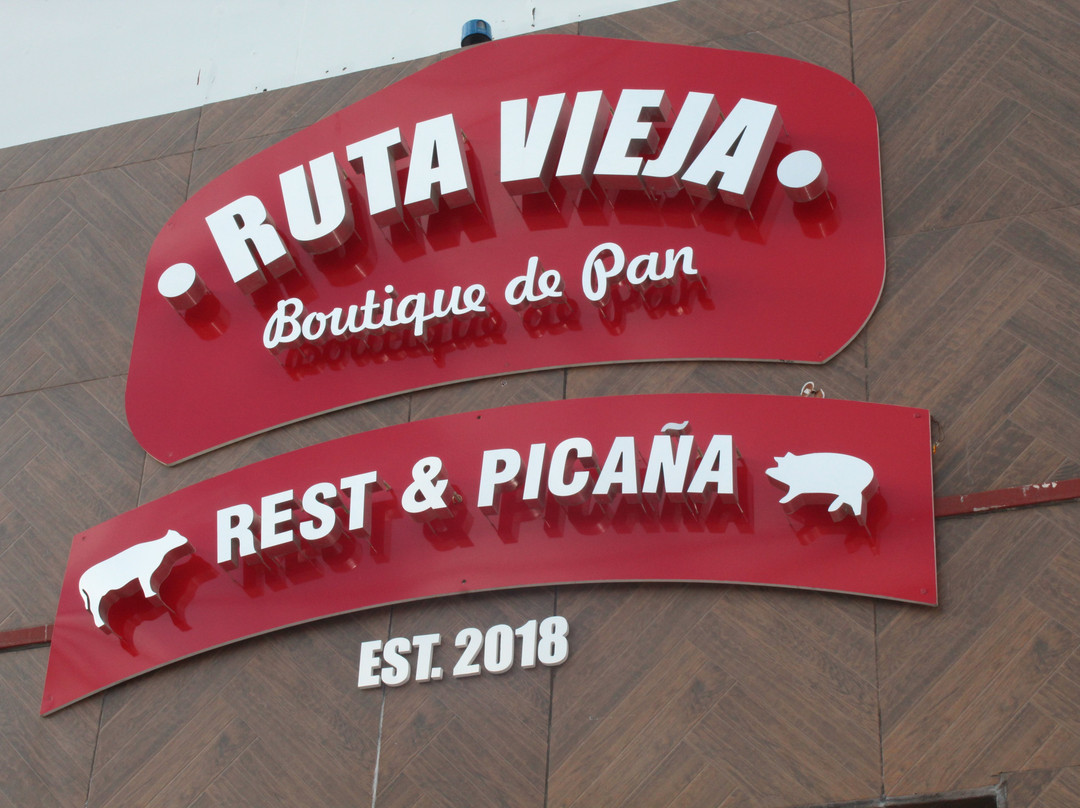 • RUTA VIEJA •
Boutique de Pan
REST & PICAÑA
EST. 2018